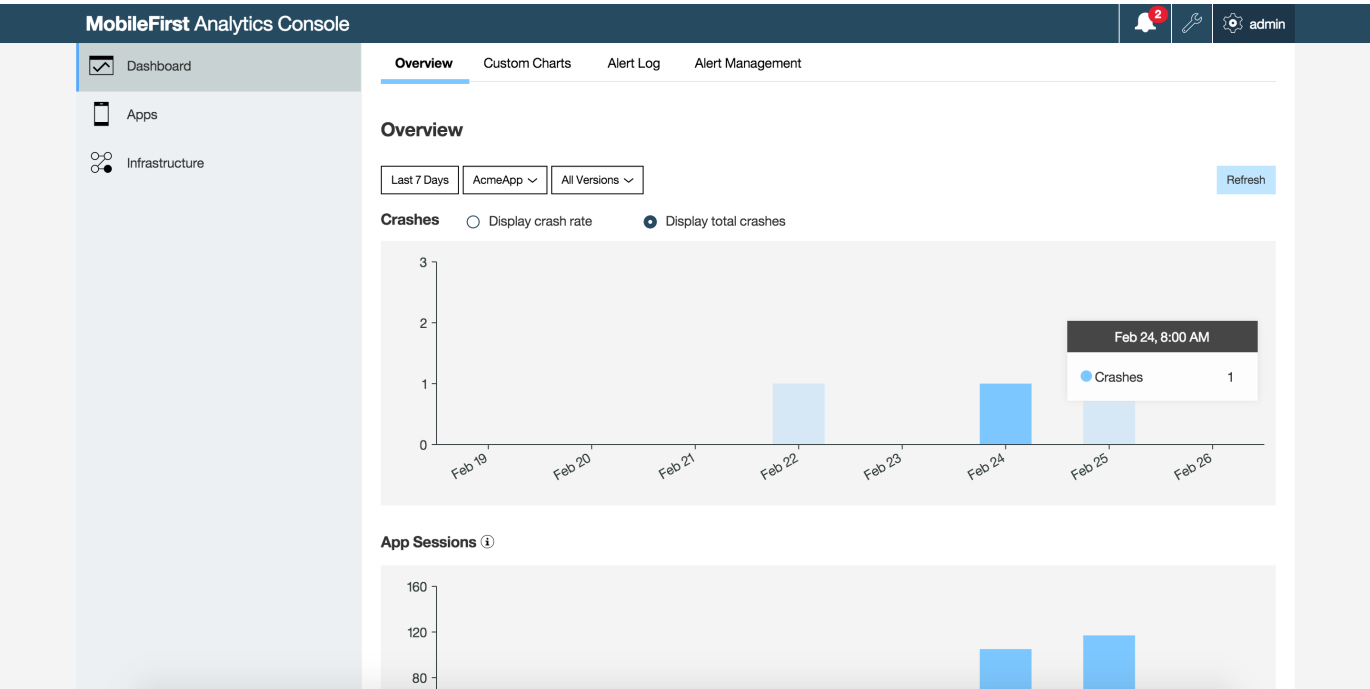 MobileFirst Analytics Console
2
admin
Dashboard
Apps
Infrastructure
Overview Custom Charts Alert Log Alert Management
Overview
Last 7 Days AcmeApp All Versions Refresh
Crashes Display crash rate Display total crashes
3
2
1
0
Feb 24, 8:00 AM
Crashes 1
Feb 19 Feb 20 Feb 21 Feb 22 Feb 23 Feb 24 Feb 25 Feb 26
App Sessions i
160
120
80